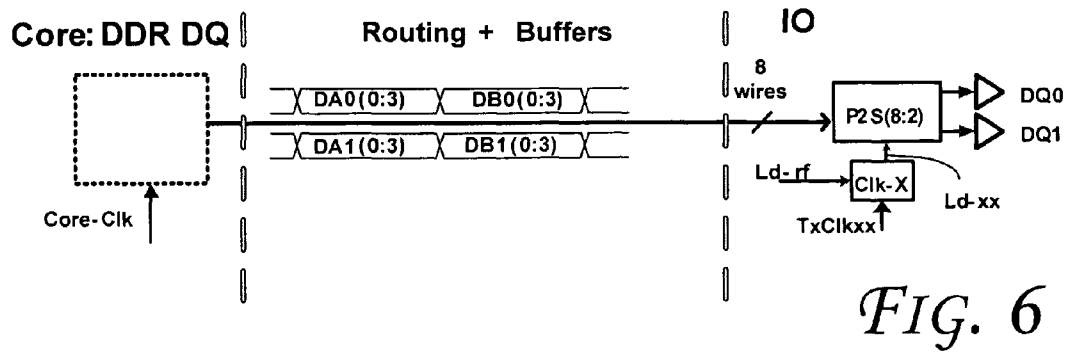 Core: DDR DQ
Routing + Buffers
IO
8
wires
DA0(0:3)
DB0(0:3)
DA1(0:3)
DB1(0:3)
P2S(8:2)
DQ0
DQ1
Ld-rf
Clk-X
Ld-xx
Core-Clk
TxClkxx
FIG. 6